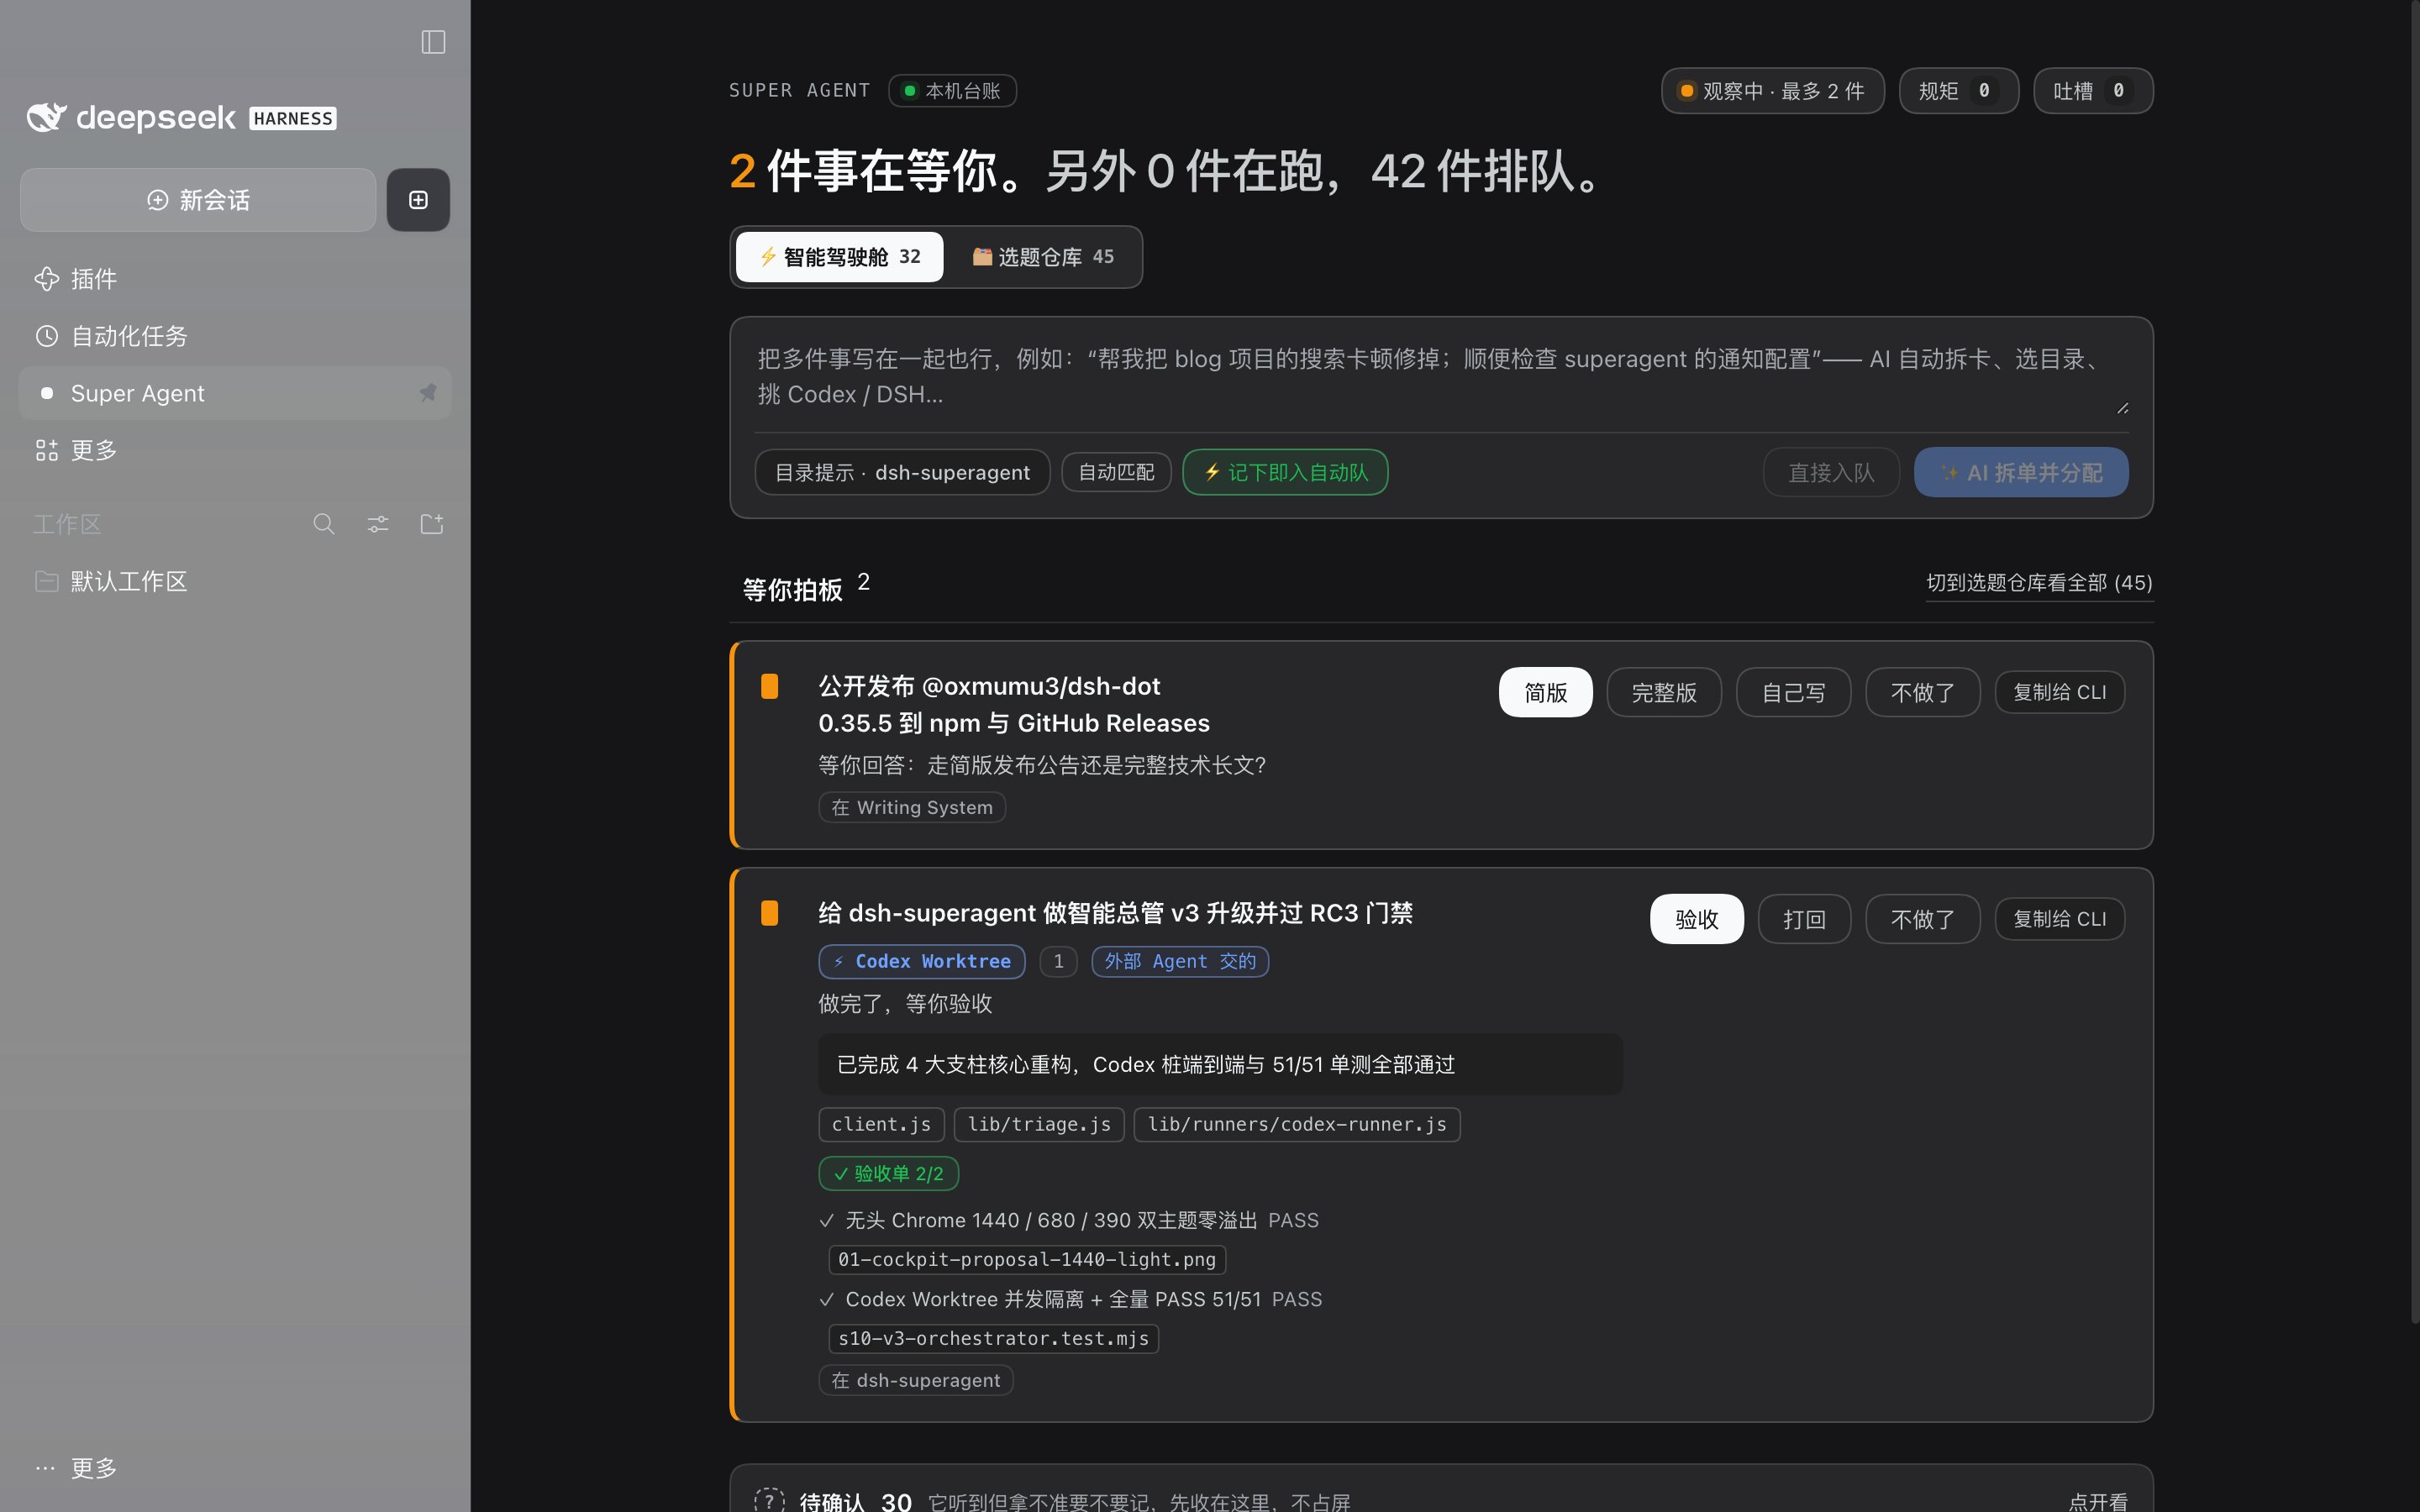 deepseek HARNESS
新会话
插件
自动化任务
Super Agent
更多
工作区
默认工作区
更多
SUPER AGENT 本机台账
观察中 · 最多 2 件
规矩 0
吐槽 0
2 件事在等你。另外 0 件在跑，42 件排队。
⚡ 智能驾驶舱 32
选题仓库 45
把多件事写在一起也行，例如：“帮我把 blog 项目的搜索卡顿修掉；顺便检查 superagent 的通知配置”—— AI 自动拆卡、选目录、
挑 Codex / DSH...
目录提示 · dsh-superagent
自动匹配
⚡ 记下即入自动队
直接入队
✨ AI 拆单并分配
等你拍板 2
切到选题仓库看全部 (45)
公开发布 @oxmumu3/dsh-dot
0.35.5 到 npm 与 GitHub Releases
简版
完整版
自己写
不做了
复制给 CLI
等你回答：走简版发布公告还是完整技术长文?
在 Writing System
给 dsh-superagent 做智能总管 v3 升级并过 RC3 门禁
验收
打回
不做了
复制给 CLI
⚡ Codex Worktree
1
外部 Agent 交的
做完了，等你验收
已完成 4 大支柱核心重构，Codex 桩端到端与 51/51 单测全部通过
client.js
lib/triage.js
lib/runners/codex-runner.js
✓ 验收单 2/2
✓ 无头 Chrome 1440 / 680 / 390 双主题零溢出 PASS
01-cockpit-proposal-1440-light.png
✓ Codex Worktree 并发隔离 + 全量 PASS 51/51 PASS
s10-v3-orchestrator.test.mjs
在 dsh-superagent
? 待确认 30 它听到但拿不准要不要记，先收在这里，不占屏
点开看